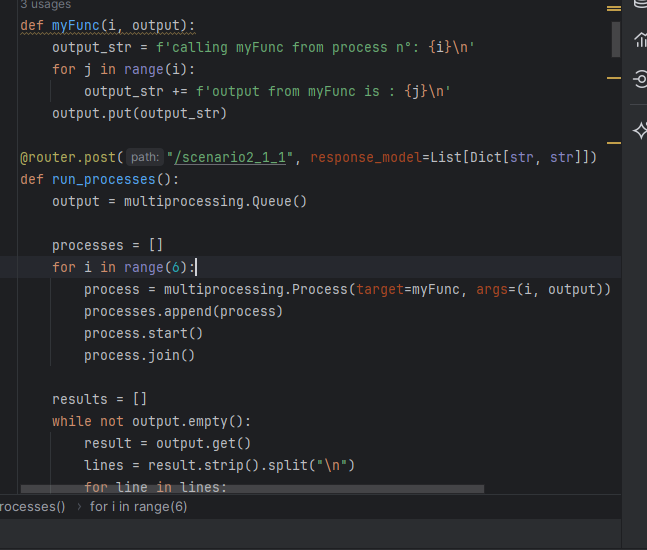 3 usages
def myFunc(i, output):
    output_str = f'calling myFunc from process n°: {i}\n'
    for j in range(i):
        output_str += f'output from myFunc is : {j}\n'
    output.put(output_str)
@router.post( path: "/scenario2_1_1", response_model=List[Dict[str, str]])
def run_processes():
    output = multiprocessing.Queue()
    processes = []
    for i in range(6):
        process = multiprocessing.Process(target=myFunc, args=(i, output))
        processes.append(process)
        process.start()
        process.join()
    results = []
    while not output.empty():
        result = output.get()
        lines = result.strip().split("\n")
        for line in lines:
rocesses() › for i in range(6)